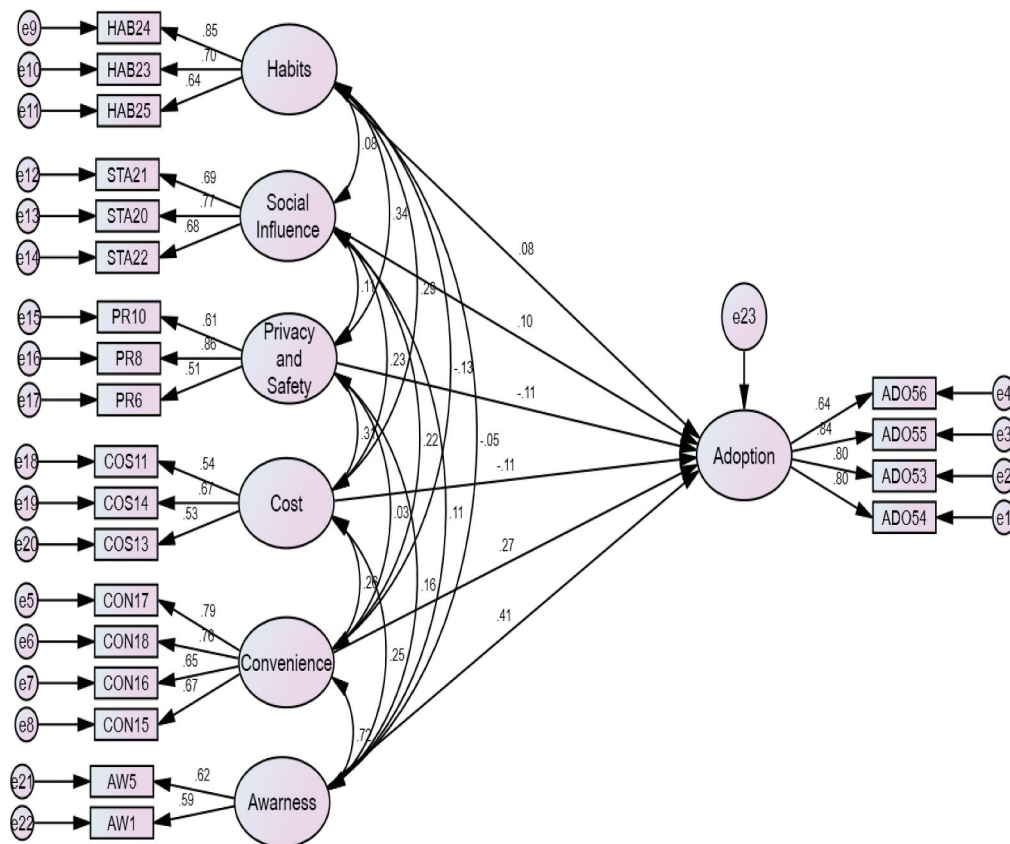 e9
HAB24
.85
e10
HAB23
.70
e11
HAB25
.64
Habits
e12
STA21
.69
e13
STA20
.77
e14
STA22
.68
Social
Influence
e15
PR10
.61
e16
PR8
.86
e17
PR6
.51
Privacy
and
Safety
e18
COS11
.54
e19
COS14
.67
e20
COS13
.53
Cost
e5
CON17
.79
e6
CON18
.76
e7
CON16
.65
e8
CON15
.67
Convenience
e21
AW5
.62
e22
AW1
.59
Awarness
.08
.34
.11
.29
.23
-.13
.31
.22
-.05
.03
.11
.26
.16
.25
.72
.08
.10
-.11
-.11
.27
.41
e23
Adoption
.64
ADO56
e4
.84
ADO55
e3
.80
ADO53
e2
.80
ADO54
e1